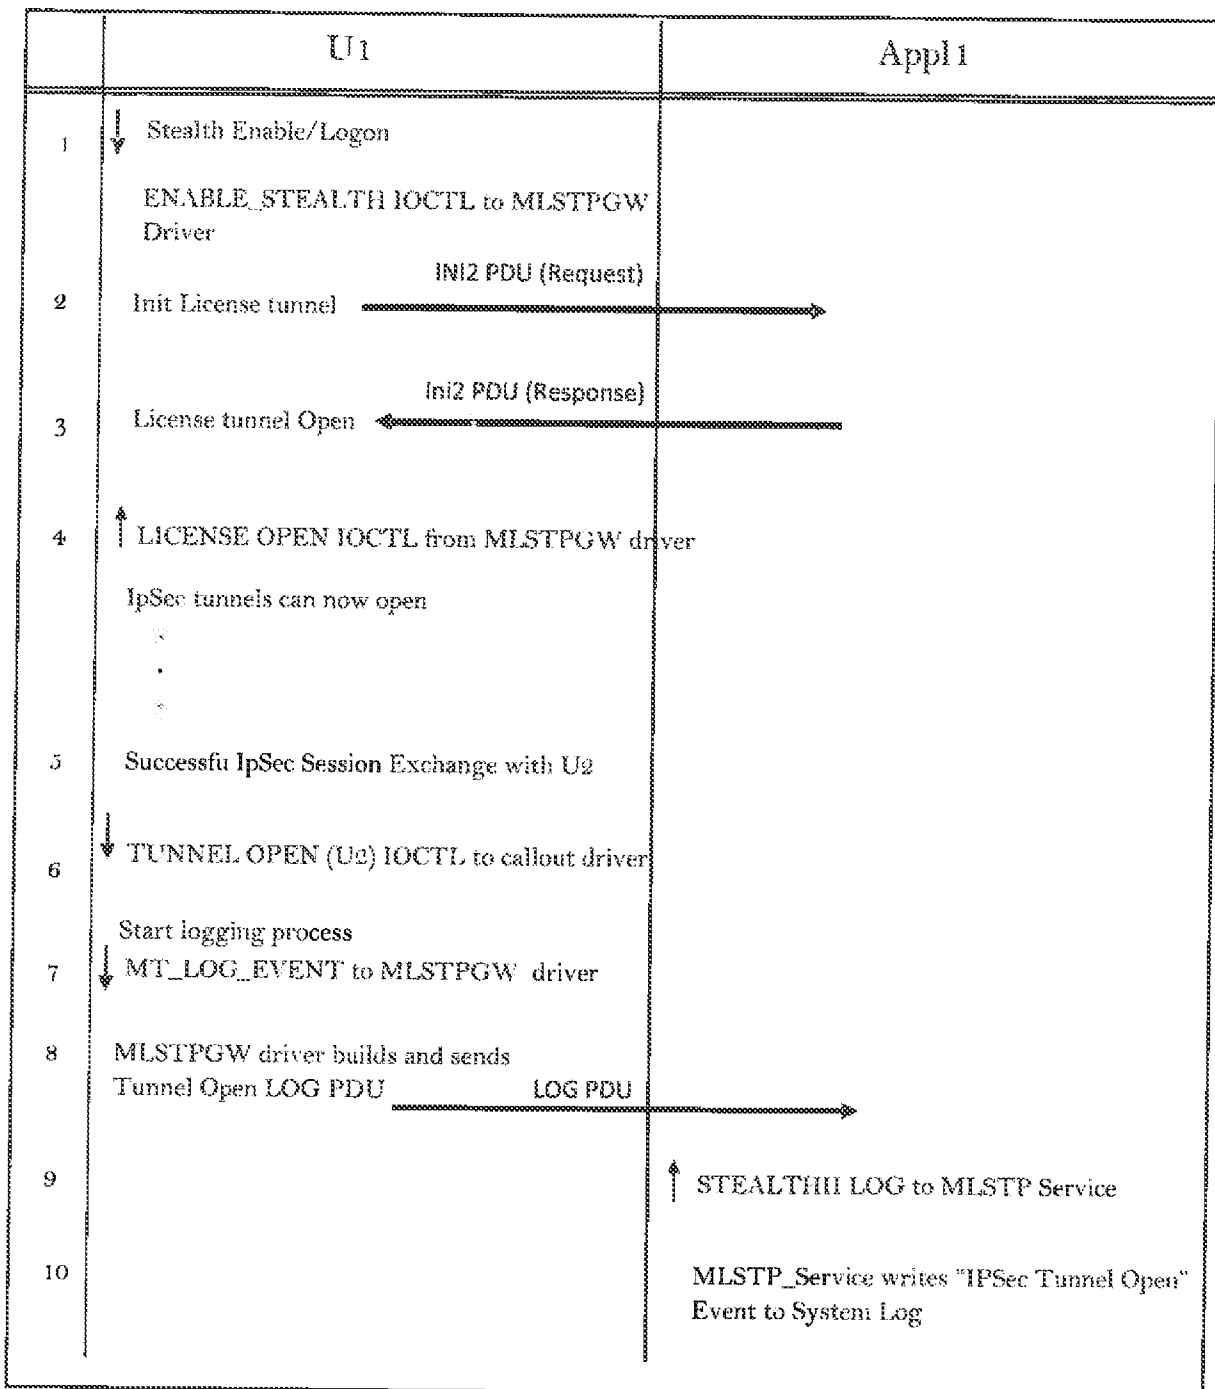 U1 Appl 1
1 Stealth Enable/Logon
ENABLE_STEALTH IOCTL to MLSTPGW
Driver
INI2 PDU (Request)
2 Init License tunnel
Ini2 PDU (Response)
3 License tunnel Open
4 LICENSE OPEN IOCTL from MLSTPGW driver
IpSec tunnels can now open
5 Successfu IpSec Session Exchange with U2
6 TUNNEL OPEN (U2) IOCTL to callout driver
Start logging process
7 MT_LOG_EVENT to MLSTPGW driver
8 MLSTPGW driver builds and sends
Tunnel Open LOG PDU LOG PDU
9 STEALTHII LOG to MLSTP Service
10 MLSTP_Service writes "IPSec Tunnel Open"
Event to System Log